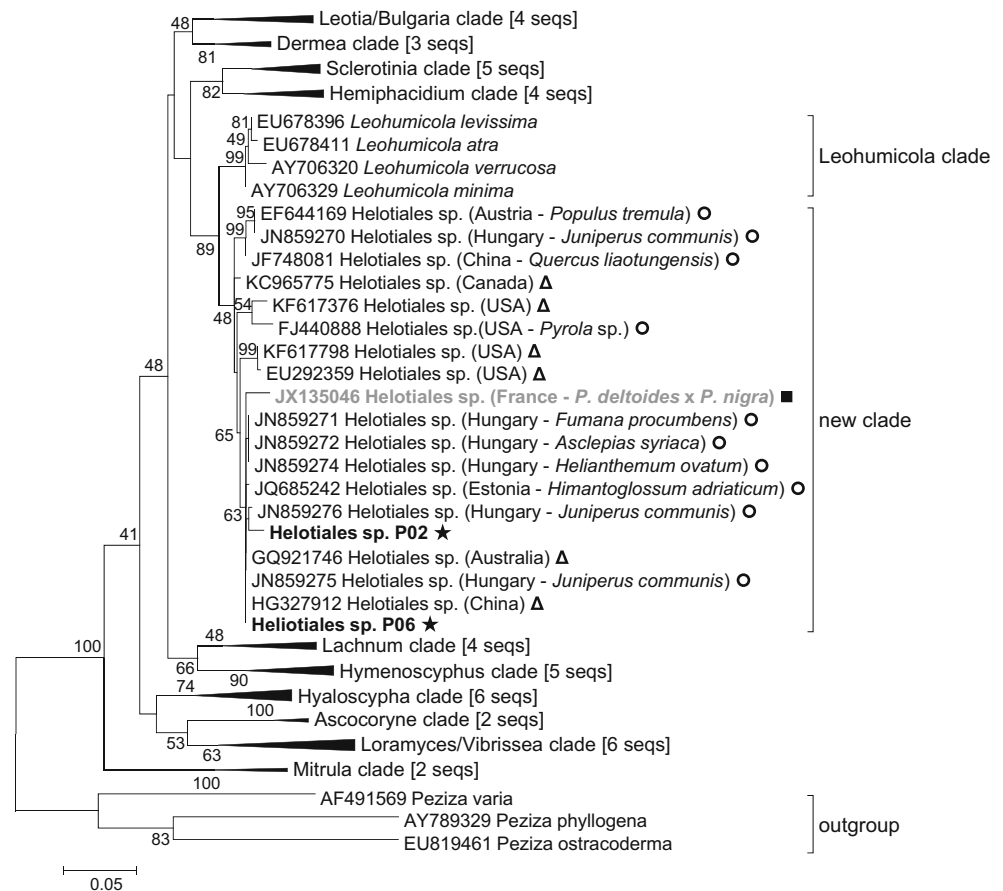 48
Leotia/Bulgaria clade [4 seqs]
Dermea clade [3 seqs]
81
Sclerotinia clade [5 seqs]
82
Hemiphacidium clade [4 seqs]
81 EU678396 Leohumicola levissima
49 EU678411 Leohumicola atra
99 AY706320 Leohumicola verrucosa
AY706329 Leohumicola minima
Leohumicola clade
95 EF644169 Helotiales sp. (Austria - Populus tremula)
99 JN859270 Helotiales sp. (Hungary - Juniperus communis)
89
JF748081 Helotiales sp. (China - Quercus liaotungensis)
KC965775 Helotiales sp. (Canada) Δ
54 KF617376 Helotiales sp. (USA) Δ
48
FJ440888 Helotiales sp.(USA - Pyrola sp.)
99 KF617798 Helotiales sp. (USA) Δ
48
EU292359 Helotiales sp. (USA) Δ
JX135046 Helotiales sp. (France - P. deltoides x P. nigra) ■
JN859271 Helotiales sp. (Hungary - Fumana procumbens)
new clade
65
JN859272 Helotiales sp. (Hungary - Asclepias syriaca)
JN859274 Helotiales sp. (Hungary - Helianthemum ovatum)
JQ685242 Helotiales sp. (Estonia - Himantoglossum adriaticum)
63 JN859276 Helotiales sp. (Hungary - Juniperus communis)
Helotiales sp. P02 ★
41
GQ921746 Helotiales sp. (Australia) Δ
JN859275 Helotiales sp. (Hungary - Juniperus communis)
HG327912 Helotiales sp. (China) Δ
Heliotiales sp. P06 ★
48
Lachnum clade [4 seqs]
100
66
Hymenoscyphus clade [5 seqs]
90
74
Hyaloscypha clade [6 seqs]
100
Ascocoryne clade [2 seqs]
53
Loramyces/Vibrissea clade [6 seqs]
63
Mitrula clade [2 seqs]
100
AF491569 Peziza varia
AY789329 Peziza phyllogena
outgroup
83
EU819461 Peziza ostracoderma
0.05